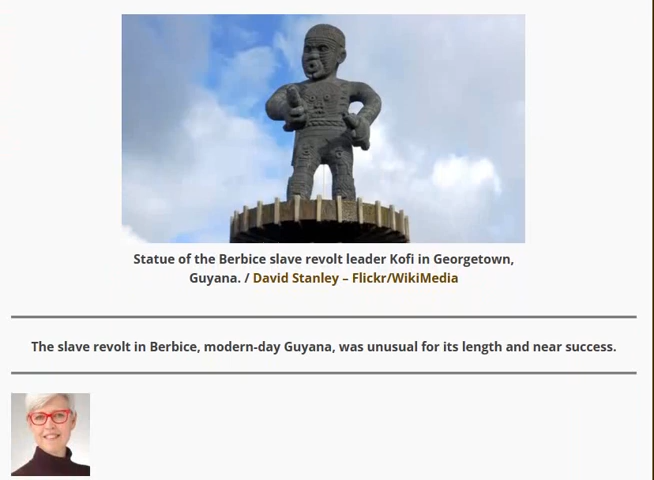 Statue of the Berbice slave revolt leader Kofi in Georgetown,
Guyana. / David Stanley – Flickr/WikiMedia
The slave revolt in Berbice, modern-day Guyana, was unusual for its length and near success.